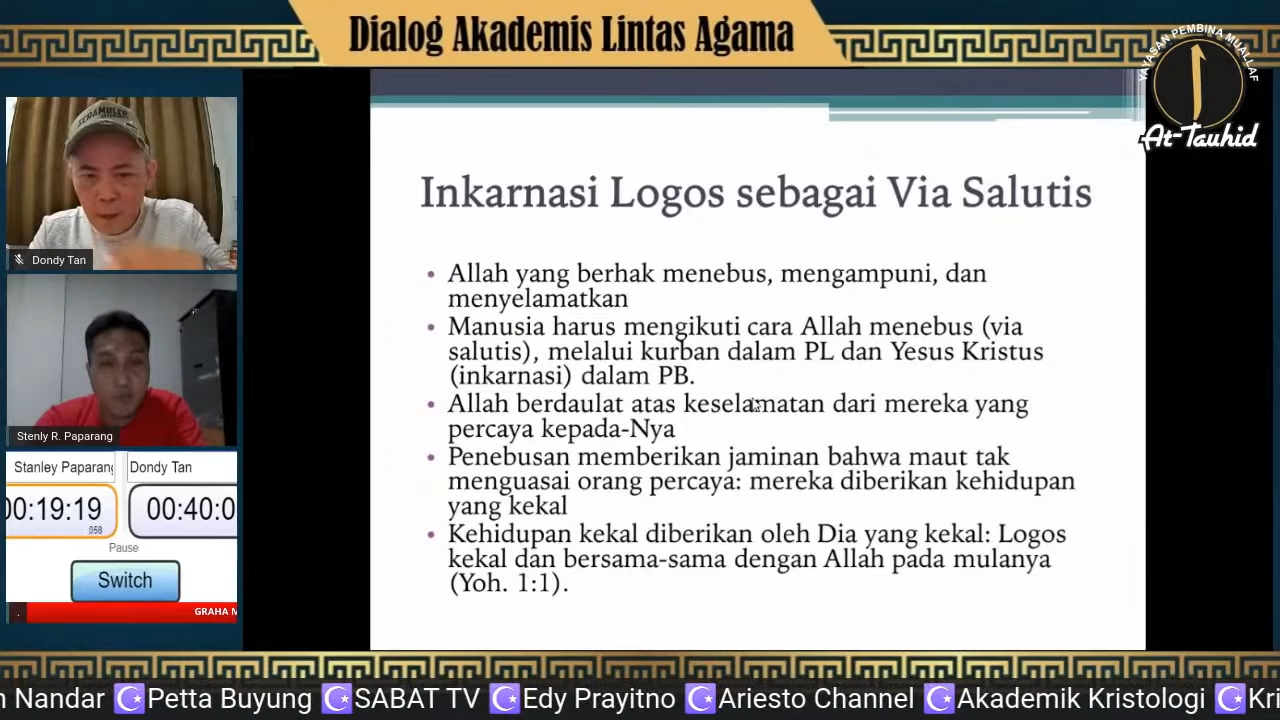 Dialog Akademis Lintas Agama
YAYASAN PEMBINA MUALLAF
At-Tauhid
SCRAMBLER
Dondy Tan
Stenly R. Paparang
Stanley Paparang
Dondy Tan
00:19:19
058
00:40:0
Pause
Switch
. GRAHA M
Inkarnasi Logos sebagai Via Salutis
• Allah yang berhak menebus, mengampuni, dan
menyelamatkan
• Manusia harus mengikuti cara Allah menebus (via
salutis), melalui kurban dalam PL dan Yesus Kristus
(inkarnasi) dalam PB.
• Allah berdaulat atas keselamatan dari mereka yang
percaya kepada-Nya
• Penebusan memberikan jaminan bahwa maut tak
menguasai orang percaya: mereka diberikan kehidupan
yang kekal
• Kehidupan kekal diberikan oleh Dia yang kekal: Logos
kekal dan bersama-sama dengan Allah pada mulanya
(Yoh. 1:1).
n Nandar Petta Buyung SABAT TV Edy Prayitno Ariesto Channel Akademik Kristologi Kri